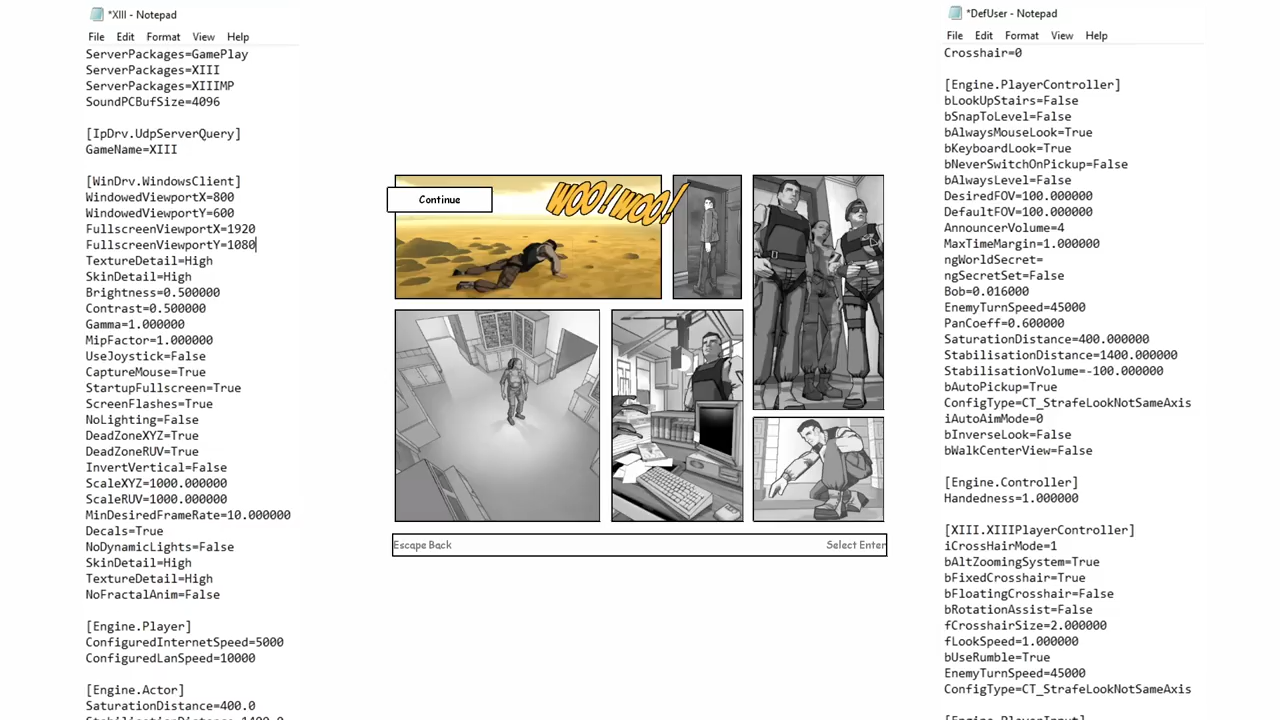 *XIII - Notepad
File Edit Format View Help
ServerPackages=GamePlay
ServerPackages=XIII
ServerPackages=XIIIMP
SoundPCBufSize=4096
[IpDrv.UdpServerQuery]
GameName=XIII
[WinDrv.WindowsClient]
WindowedViewportX=800
WindowedViewportY=600
FullscreenViewportX=1920
FullscreenViewportY=1080
TextureDetail=High
SkinDetail=High
Brightness=0.500000
Contrast=0.500000
Gamma=1.000000
MipFactor=1.000000
UseJoystick=False
CaptureMouse=True
StartupFullscreen=True
ScreenFlashes=True
NoLighting=False
DeadZoneXYZ=True
DeadZoneRUV=True
InvertVertical=False
ScaleXYZ=1000.000000
ScaleRUV=1000.000000
MinDesiredFrameRate=10.000000
Decals=True
NoDynamicLights=False
SkinDetail=High
TextureDetail=High
NoFractalAnim=False
[Engine.Player]
ConfiguredInternetSpeed=5000
ConfiguredLanSpeed=10000
[Engine.Actor]
SaturationDistance=400.0
Continue
WOO! WOO!
Escape Back
Select Enter
*DefUser - Notepad
File Edit Format View Help
Crosshair=0
[Engine.PlayerController]
bLookUpStairs=False
bSnapToLevel=False
bAlwaysMouseLook=True
bKeyboardLook=True
bNeverSwitchOnPickup=False
bAlwaysLevel=False
DesiredFOV=100.000000
DefaultFOV=100.000000
AnnouncerVolume=4
MaxTimeMargin=1.000000
ngWorldSecret=
ngSecretSet=False
Bob=0.016000
EnemyTurnSpeed=45000
PanCoeff=0.600000
SaturationDistance=400.000000
StabilisationDistance=1400.000000
StabilisationVolume=-100.000000
bAutoPickup=True
ConfigType=CT_StrafeLookNotSameAxis
iAutoAimMode=0
bInverseLook=False
bWalkCenterView=False
[Engine.Controller]
Handedness=1.000000
[XIII.XIIIPlayerController]
iCrossHairMode=1
bAltZoomingSystem=True
bFixedCrosshair=True
bFloatingCrosshair=False
bRotationAssist=False
fCrosshairSize=2.000000
fLookSpeed=1.000000
bUseRumble=True
EnemyTurnSpeed=45000
ConfigType=CT_StrafeLookNotSameAxis